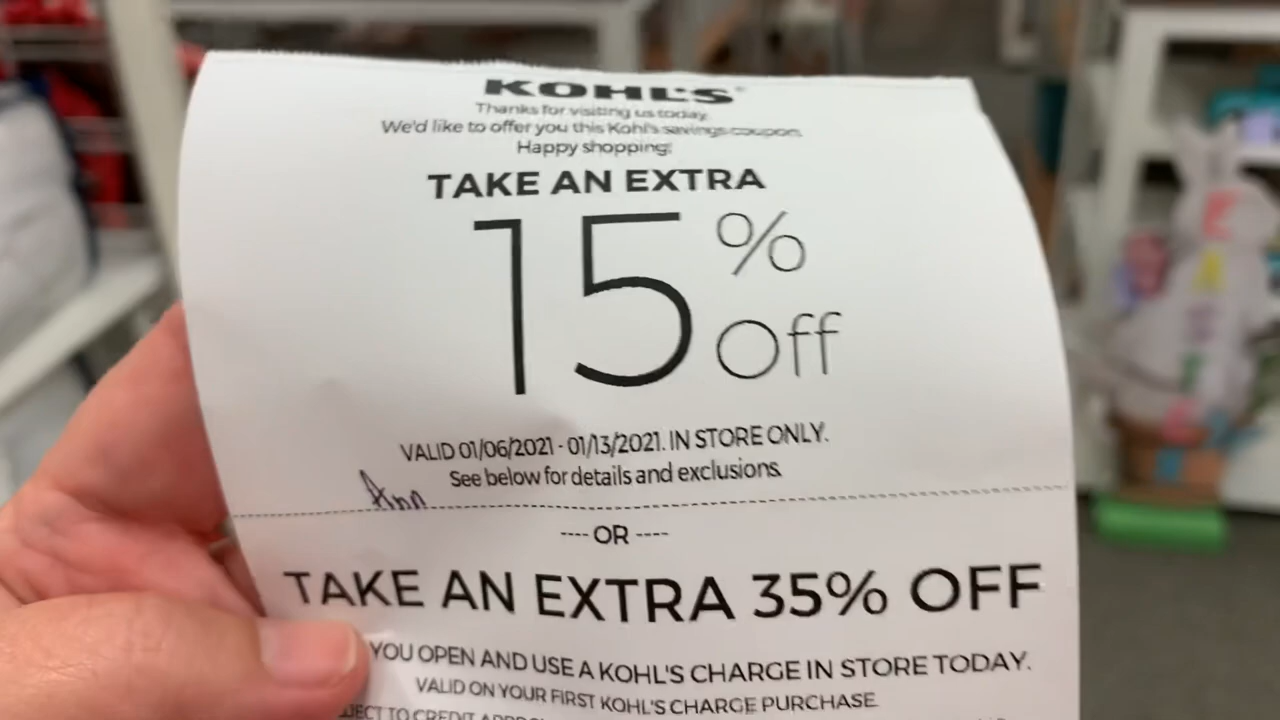 KOHL'S
Thanks for visiting us today.
We'd like to offer you this Kohl's savings coupon.
Happy shopping!
TAKE AN EXTRA
15% Off
VALID 01/06/2021 - 01/13/2021. IN STORE ONLY.
See below for details and exclusions.
Ann
---- OR ----
TAKE AN EXTRA 35% OFF
YOU OPEN AND USE A KOHL'S CHARGE IN STORE TODAY.
VALID ON YOUR FIRST KOHL'S CHARGE PURCHASE
TO CREDIT